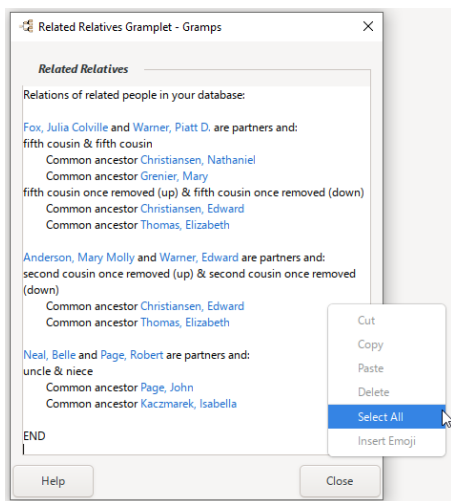 Related Relatives Gramplet - Gramps
Related Relatives
Relations of related people in your database:
Fox, Julia Colville and Warner, Piatt D. are partners and:
fifth cousin & fifth cousin
Common ancestor Christiansen, Nathaniel
Common ancestor Grenier, Mary
fifth cousin once removed (up) & fifth cousin once removed (down)
Common ancestor Christiansen, Edward
Common ancestor Thomas, Elizabeth
Anderson, Mary Molly and Warner, Edward are partners and:
second cousin once removed (up) & second cousin once removed
(down)
Common ancestor Christiansen, Edward
Common ancestor Thomas, Elizabeth
Neal, Belle and Page, Robert are partners and:
uncle & niece
Common ancestor Page, John
Common ancestor Kaczmarek, Isabella
END
Cut
Copy
Paste
Delete
Select All
Insert Emoji
Help
Close